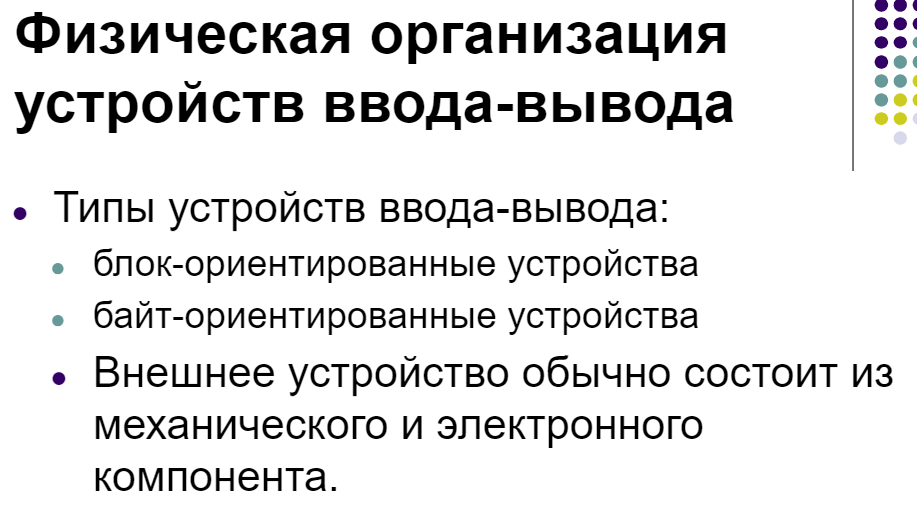 Физическая организация
устройств ввода-вывода
Типы устройств ввода-вывода:
блок-ориентированные устройства
байт-ориентированные устройства
Внешнее устройство обычно состоит из
механического и электронного
компонента.